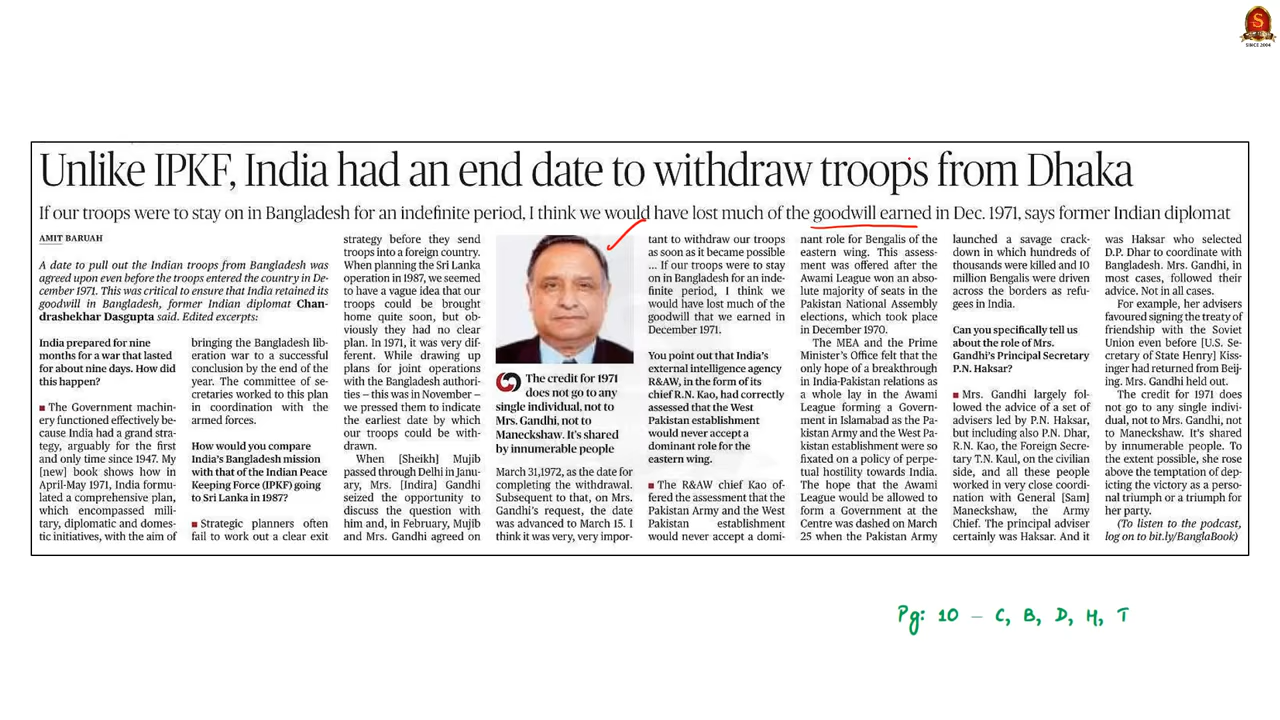 S
SINCE 2004
Unlike IPKF, India had an end date to withdraw troops from Dhaka
If our troops were to stay on in Bangladesh for an indefinite period, I think we would have lost much of the goodwill earned in Dec. 1971, says former Indian diplomat
AMIT BARUAH
A date to pull out the Indian troops from Bangladesh was
agreed upon even before the troops entered the country in De-
cember 1971. This was critical to ensure that India retained its
goodwill in Bangladesh, former Indian diplomat Chan-
drashekhar Dasgupta said. Edited excerpts:
India prepared for nine
months for a war that lasted
for about nine days. How did
this happen?
■ The Government machin-
ery functioned effectively be-
cause India had a grand stra-
tegy, arguably for the first
and only time since 1947. My
[new] book shows how in
April-May 1971, India formu-
lated a comprehensive plan,
which encompassed mili-
tary, diplomatic and domes-
tic initiatives, with the aim of
bringing the Bangladesh lib-
eration war to a successful
conclusion by the end of the
year. The committee of se-
cretaries worked to this plan
in coordination with the
armed forces.
How would you compare
India's Bangladesh mission
with that of the Indian Peace
Keeping Force (IPKF) going
to Sri Lanka in 1987?
■ Strategic planners often
fail to work out a clear exit
strategy before they send
troops into a foreign country.
When planning the Sri Lanka
operation in 1987, we seemed
to have a vague idea that our
troops could be brought
home quite soon, but ob-
viously they had no clear
plan. In 1971, it was very dif-
ferent. While drawing up
plans for joint operations
with the Bangladesh authori-
ties – this was in November –
we pressed them to indicate
the earliest date by which
our troops could be with-
drawn.
When [Sheikh] Mujib
passed through Delhi in Janu-
ary, Mrs. [Indira] Gandhi
seized the opportunity to
discuss the question with
him and, in February, Mujib
and Mrs. Gandhi agreed on
The credit for 1971
does not go to any
single individual, not to
Mrs. Gandhi, not to
Maneckshaw. It's shared
by innumerable people
March 31,1972, as the date for
completing the withdrawal.
Subsequent to that, on Mrs.
Gandhi's request, the date
was advanced to March 15. I
think it was very, very impor-
tant to withdraw our troops
as soon as it became possible
... If our troops were to stay
on in Bangladesh for an inde-
finite period, I think we
would have lost much of the
goodwill that we earned in
December 1971.
You point out that India's
external intelligence agency
R&AW, in the form of its
chief R.N. Kao, had correctly
assessed that the West
Pakistan establishment
would never accept a
dominant role for the
eastern wing.
■ The R&AW chief Kao of-
fered the assessment that the
Pakistan Army and the West
Pakistan establishment
would never accept a domi-
nant role for Bengalis of the
eastern wing. This assess-
ment was offered after the
Awami League won an abso-
lute majority of seats in the
Pakistan National Assembly
elections, which took place
in December 1970.
The MEA and the Prime
Minister's Office felt that the
only hope of a breakthrough
in India-Pakistan relations as
a whole lay in the Awami
League forming a Govern-
ment in Islamabad as the Pa-
kistan Army and the West Pa-
kistan establishment were so
fixated on a policy of perpe-
tual hostility towards India.
The hope that the Awami
League would be allowed to
form a Government at the
Centre was dashed on March
25 when the Pakistan Army
launched a savage crack-
down in which hundreds of
thousands were killed and 10
million Bengalis were driven
across the borders as refu-
gees in India.
Can you specifically tell us
about the role of Mrs.
Gandhi's Principal Secretary
P.N. Haksar?
■ Mrs. Gandhi largely fol-
lowed the advice of a set of
advisers led by P.N. Haksar,
but including also P.N. Dhar,
R.N. Kao, the Foreign Secre-
tary T.N. Kaul, on the civilian
side, and all these people
worked in very close coordi-
nation with General [Sam]
Maneckshaw, the Army
Chief. The principal adviser
certainly was Haksar. And it
was Haksar who selected
D.P. Dhar to coordinate with
Bangladesh. Mrs. Gandhi, in
most cases, followed their
advice. Not in all cases.
For example, her advisers
favoured signing the treaty of
friendship with the Soviet
Union even before [U.S. Se-
cretary of State Henry] Kiss-
inger had returned from Beij-
ing. Mrs. Gandhi held out.
The credit for 1971 does
not go to any single indivi-
dual, not to Mrs. Gandhi, not
to Maneckshaw. It's shared
by innumerable people. To
the extent possible, she rose
above the temptation of dep-
icting the victory as a perso-
nal triumph or a triumph for
her party.
(To listen to the podcast,
log on to bit.ly/BanglaBook)
Pg: 10 – C, B, D, H, T